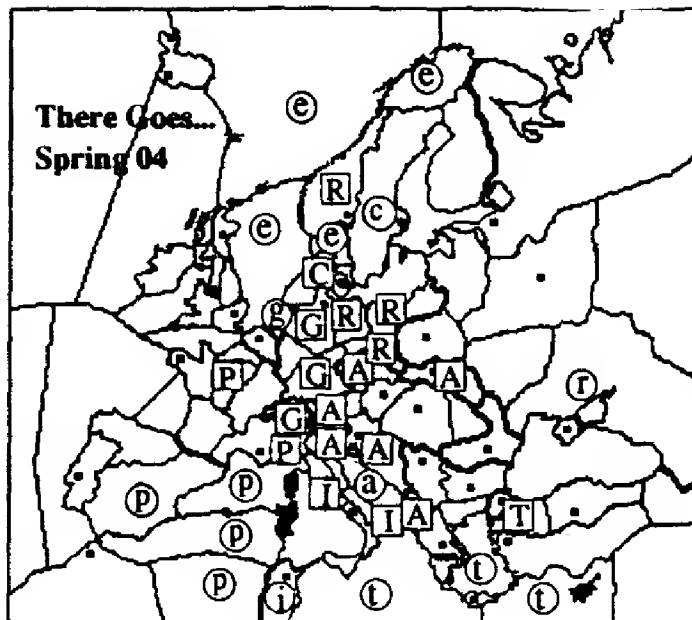 e
e
There Goes...
Spring 04
R
c
e e
C
g G R R
R
P G A A r
G A
P A A
p p I a
p I A T
p i t t t